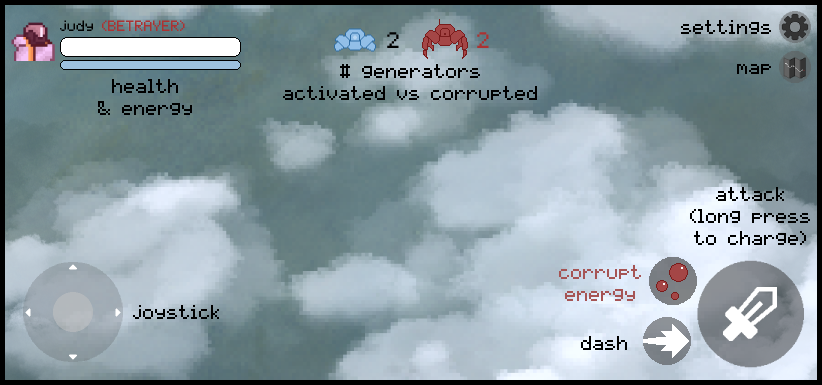 judy (BETRAYER)
health
& energy
2 2
# generators
activated vs corrupted
settings
map
attack
(long press
to charge)
corrupt
energy
joystick
dash